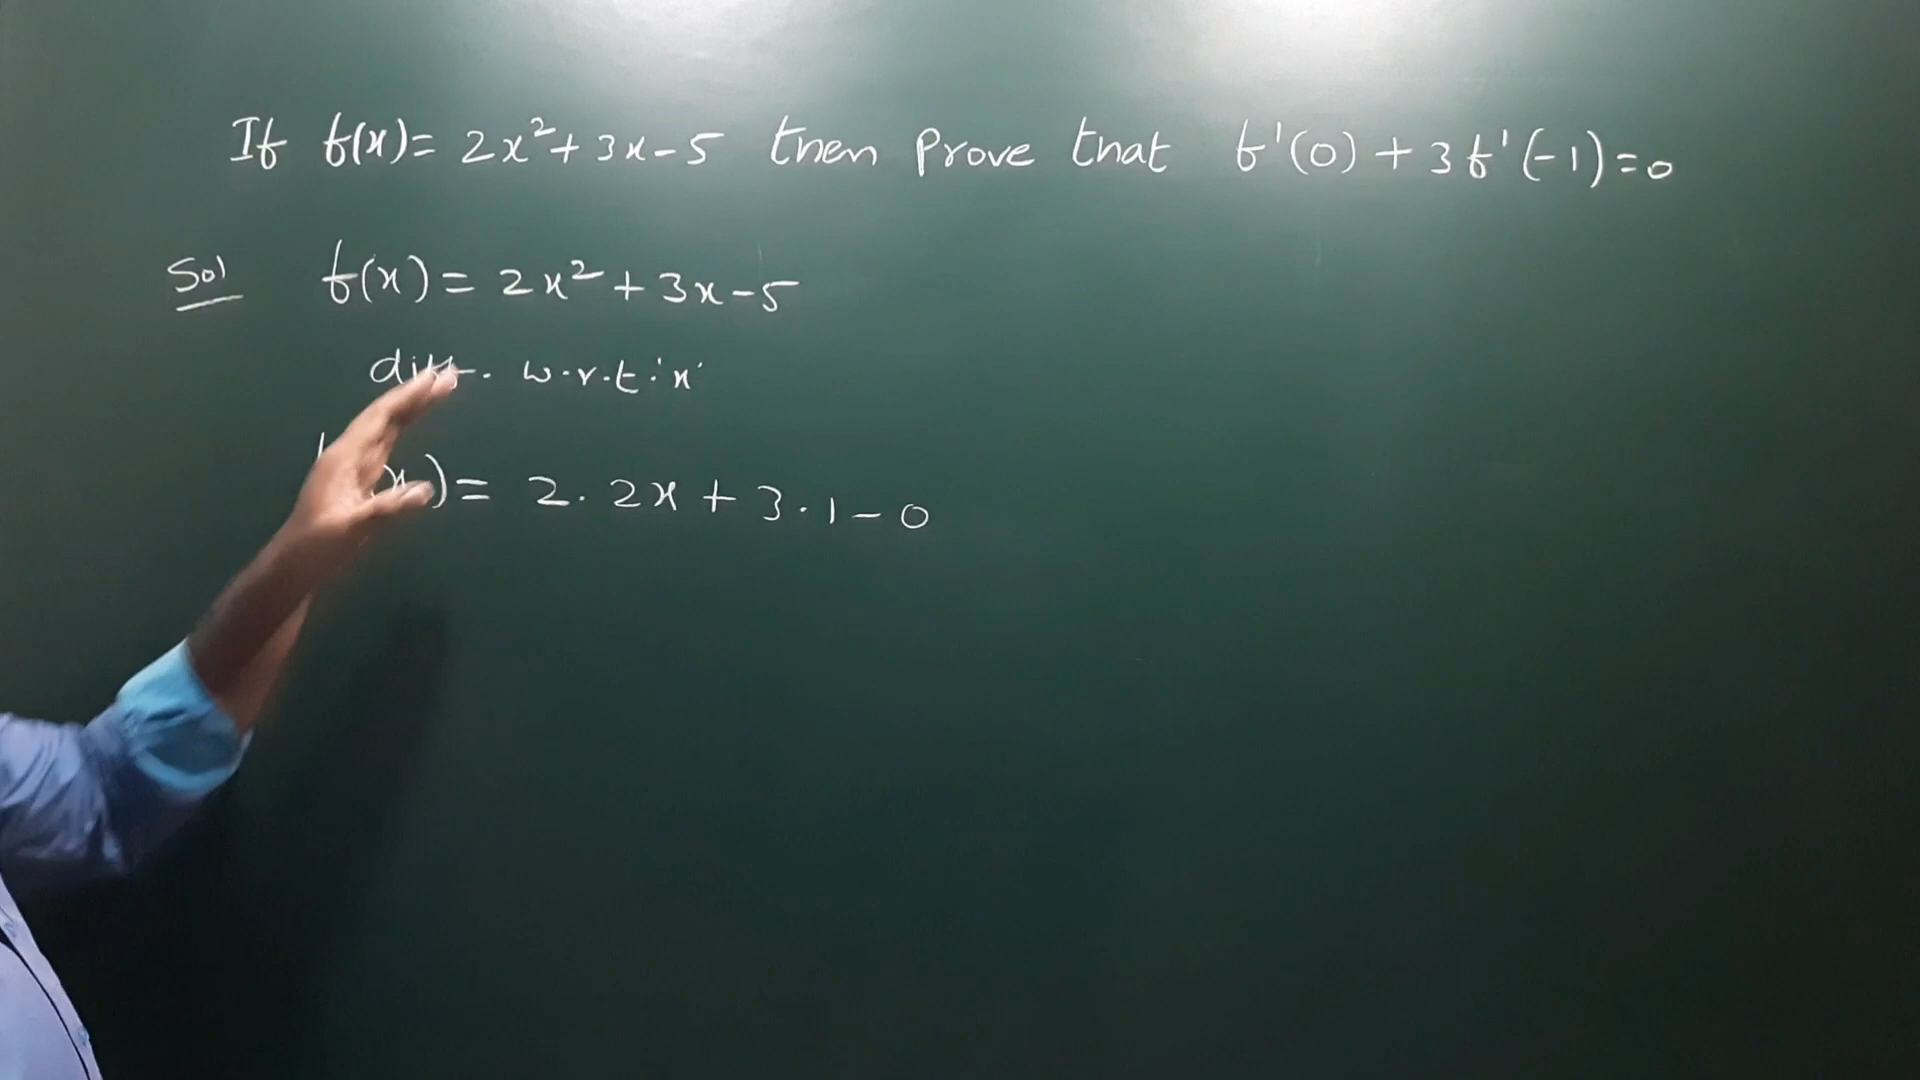 If f(x) = 2x² + 3x - 5 then Prove that f'(0) + 3f'(-1) = 0
Sol f(x) = 2x² + 3x - 5
diff. w.r.t. 'x'
x) = 2. 2x + 3.1 - 0